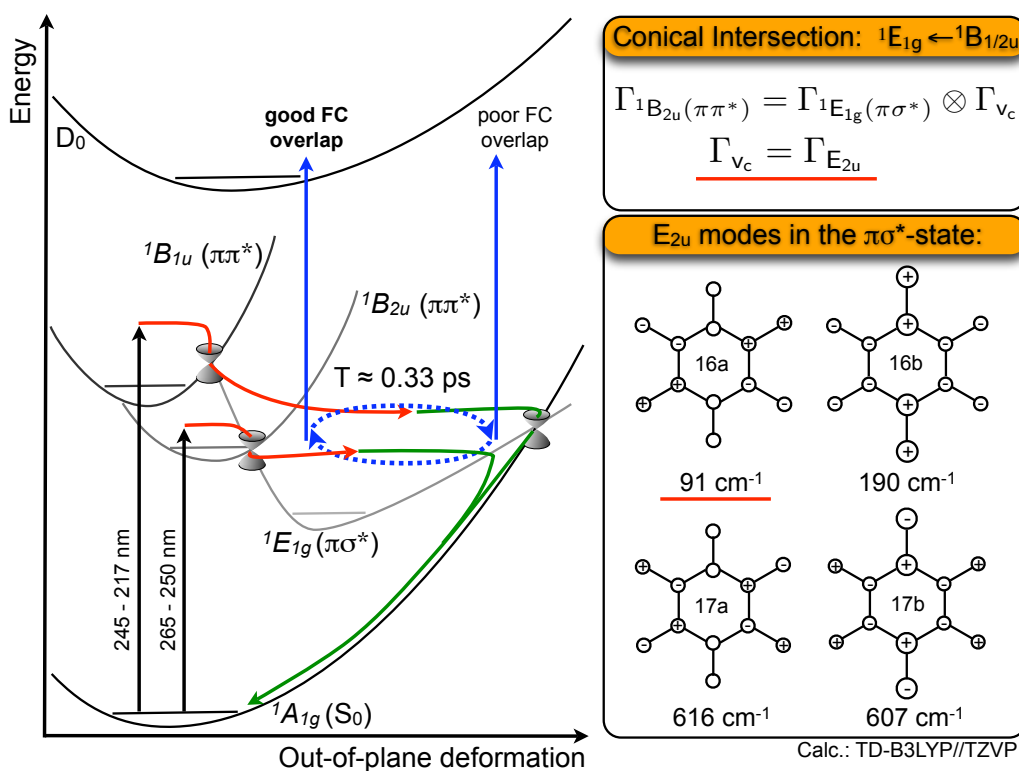 Energy
D₀
good FC
overlap
poor FC
overlap
¹B₁ᵤ (ππ*)
¹B₂ᵤ (ππ*)
T ≈ 0.33 ps
¹E₁g (πσ*)
245 - 217 nm
265 - 250 nm
¹A₁g (S₀)
Out-of-plane deformation
Conical Intersection: ¹E₁g ←¹B₁/₂ᵤ
Γ¹B₂ᵤ(ππ*) = Γ¹E₁g(πσ*) ⊗ Γv_c
Γv_c = ΓE₂ᵤ
E₂ᵤ modes in the πσ*-state:
16a
16b
91 cm⁻¹
190 cm⁻¹
17a
17b
616 cm⁻¹
607 cm⁻¹
Calc.: TD-B3LYP//TZVP